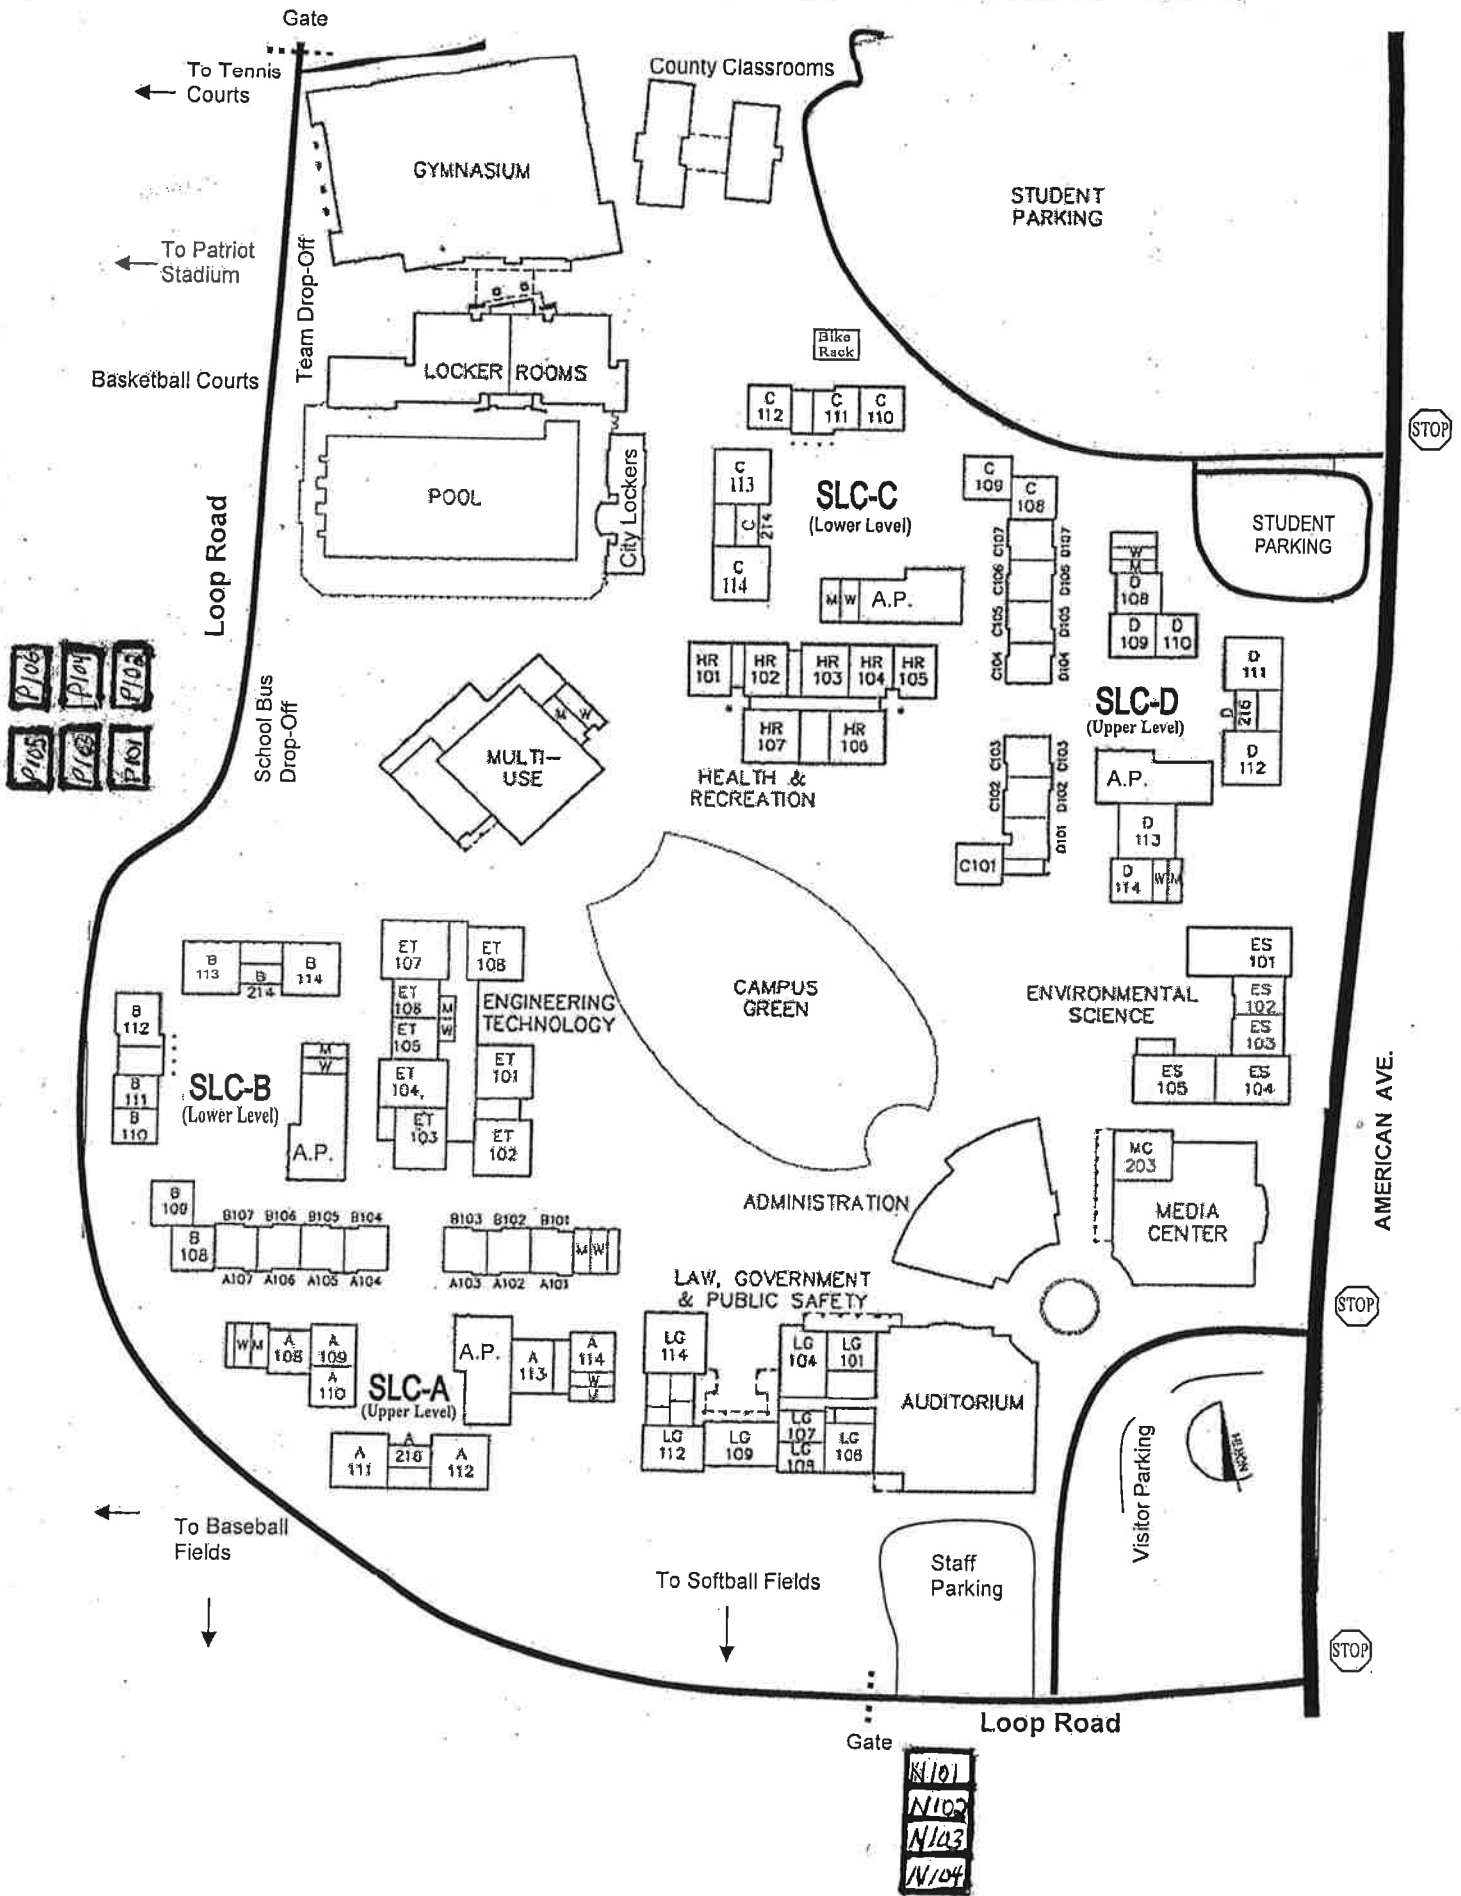 Gate
To Tennis
Courts
County Classrooms
GYMNASIUM
STUDENT
PARKING
To Patriot
Stadium
Team Drop-Off
Bike
Rack
Basketball Courts
LOCKER ROOMS
C
112
C
111
C
110
STOP
C
113
SLC-C
(Lower Level)
C
109
C
108
C
214
POOL
City Lockers
STUDENT
PARKING
Loop Road
C107
D107
W
M
C
114
M W A.P.
C106
D106
D
108
C105
D105
D
109
D
110
P106
P104
P102
HR
101
HR
102
HR
103
HR
104
HR
105
C104
D104
D
111
SLC-D
(Upper Level)
D
216
School Bus
Drop-Off
M
W
HR
107
HR
106
P105
P103
P101
MULTI-
USE
C103
D103
D
112
HEALTH &
RECREATION
A.P.
C102
D102
D
113
D101
C101
D
114
W M
B
113
B
214
B
114
ET
107
ET
108
ES
101
ET
106
M
W
ENGINEERING
TECHNOLOGY
CAMPUS
GREEN
ENVIRONMENTAL
SCIENCE
ES
102
B
112
ET
105
ES
103
M
W
ET
104
ET
101
ES
105
ES
104
B
111
SLC-B
(Lower Level)
B
110
ET
103
ET
102
A.P.
AMERICAN AVE.
MC
203
B
109
ADMINISTRATION
MEDIA
CENTER
B107 B106 B105 B104
B103 B102 B101
B
108
M W
A107 A106 A105 A104
A103 A102 A101
LAW, GOVERNMENT
& PUBLIC SAFETY
STOP
W M
A
108
A
109
A.P.
A
113
A
114
LG
114
LG
104
LG
101
A
110
SLC-A
(Upper Level)
W
M
AUDITORIUM
A
111
A
216
A
112
LG
112
LG
109
LG
107
LG
108
LG
106
NORTH
Visitor Parking
To Baseball
Fields
To Softball Fields
Staff
Parking
STOP
Loop Road
Gate
N101
N102
N103
N104